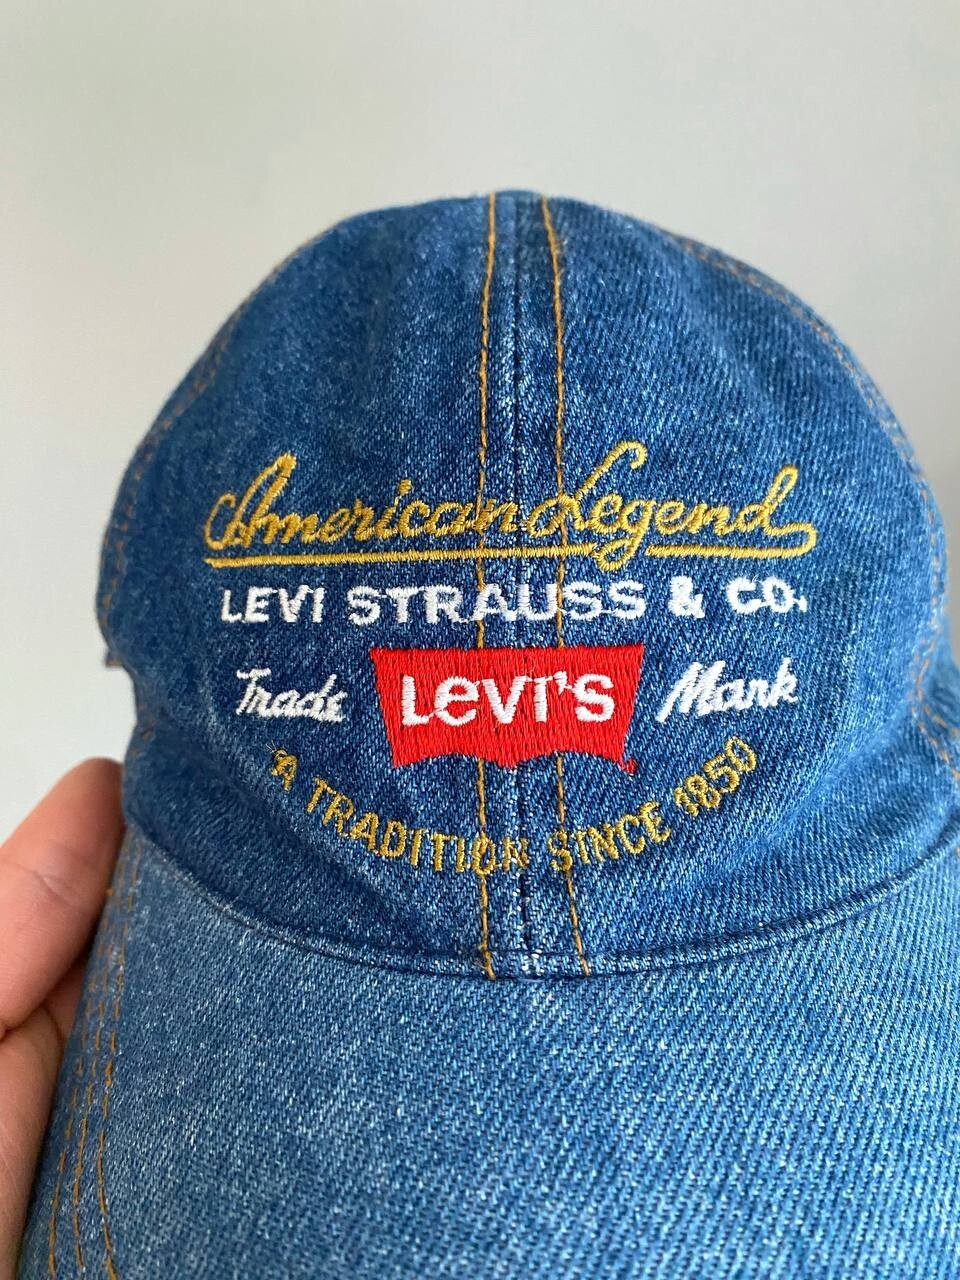 American Legend
LEVI STRAUSS & CO.
Trade LEVI'S Mark
A TRADITION SINCE 1850